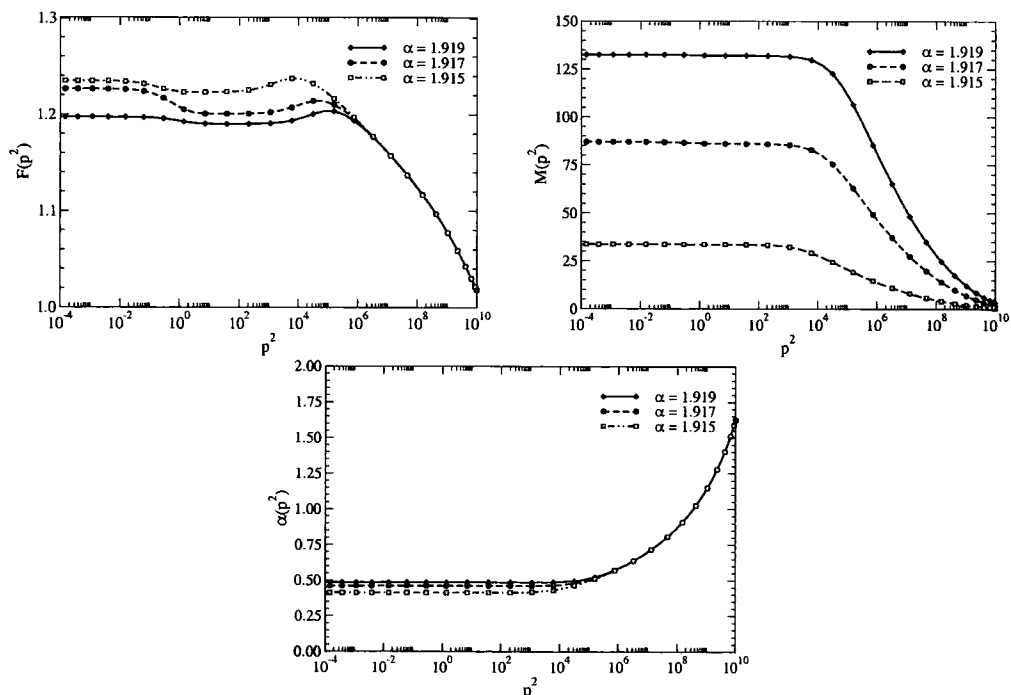 α = 1.919
α = 1.917
α = 1.915
1.3
1.2
1.1
1.0
F(p²)
10⁻⁴ 10⁻² 10⁰ 10² 10⁴ 10⁶ 10⁸ 10¹⁰
p²
α = 1.919
α = 1.917
α = 1.915
150
125
100
75
50
25
0
M(p²)
10⁻⁴ 10⁻² 10⁰ 10² 10⁴ 10⁶ 10⁸ 10¹⁰
p²
α = 1.919
α = 1.917
α = 1.915
2.00
1.75
1.50
1.25
1.00
0.75
0.50
0.25
0.00
α(p²)
10⁻⁴ 10⁻² 10⁰ 10² 10⁴ 10⁶ 10⁸ 10¹⁰
p²